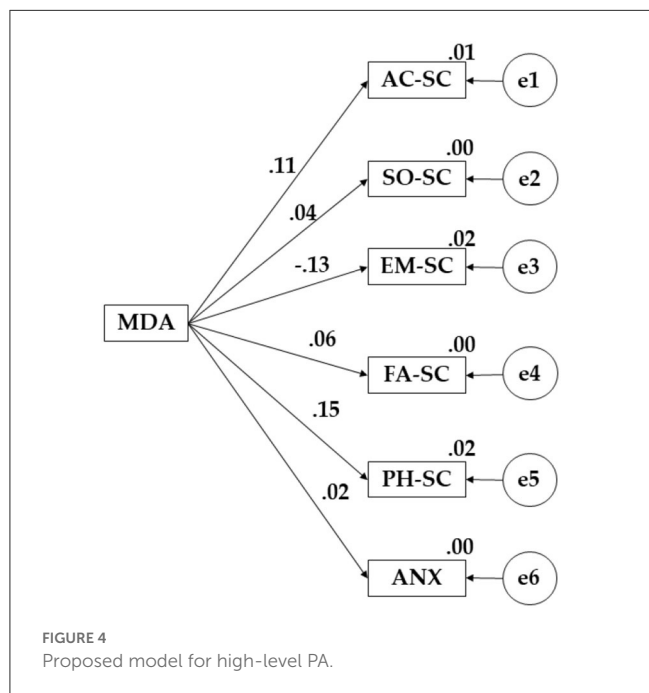 .01
AC-SC e1
.11
.00
SO-SC e2
.04
.02
EM-SC e3
-.13
MDA
.06
.00
FA-SC e4
.15
.02
PH-SC e5
.02
.00
ANX e6
FIGURE 4
Proposed model for high-level PA.